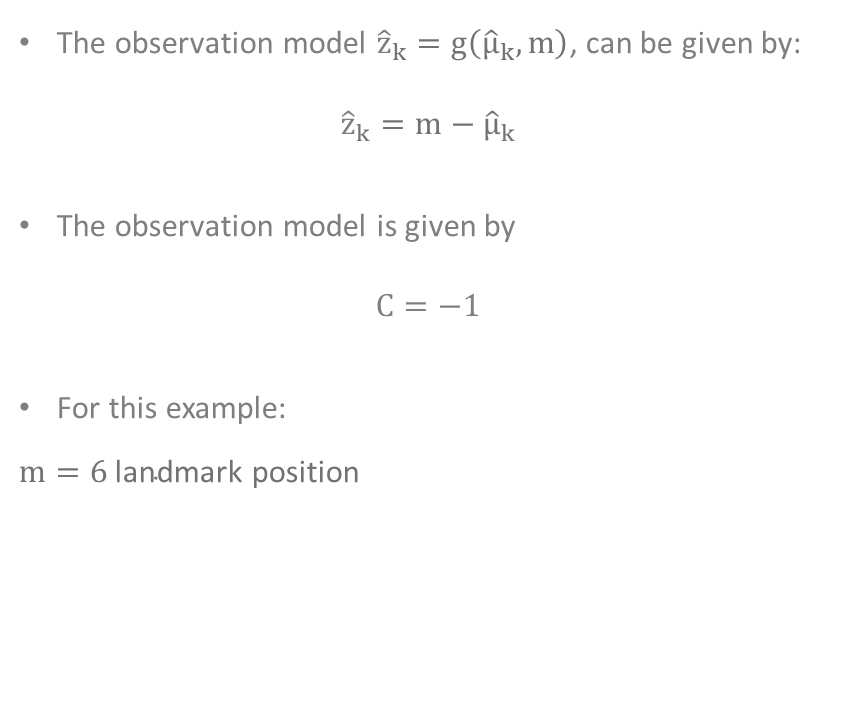 • The observation model ẑₖ = g(μ̂ₖ, m), can be given by:
ẑₖ = m − μ̂ₖ
• The observation model is given by
C = −1
• For this example:
m = 6 landmark position